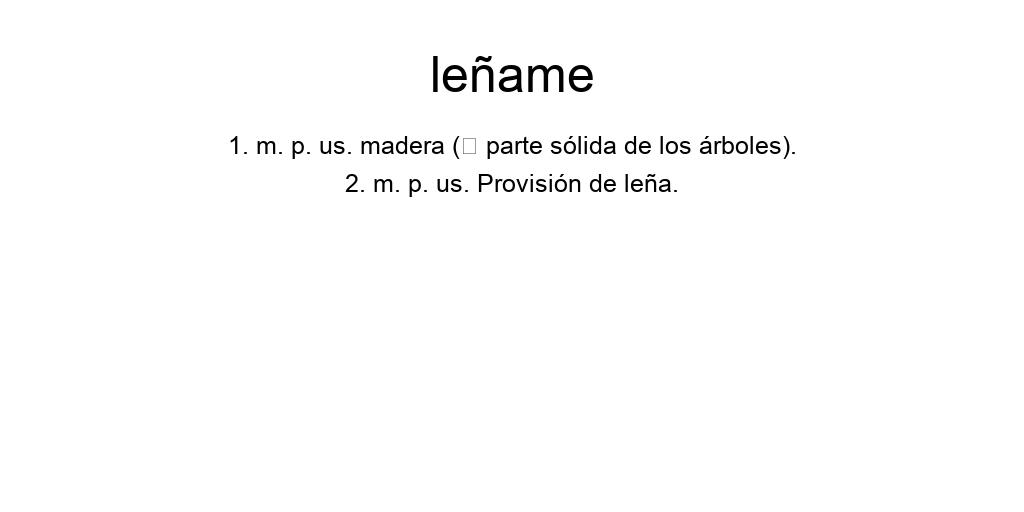 leñame
1. m. p. us. madera (□ parte sólida de los árboles).
2. m. p. us. Provisión de leña.